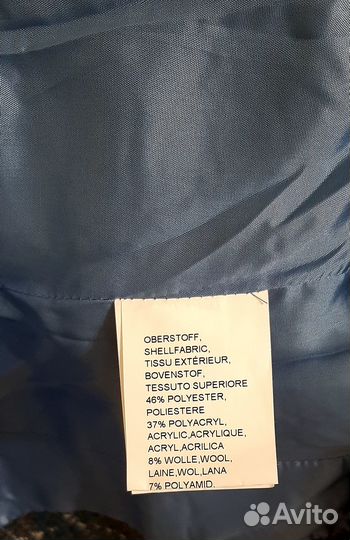 OBERSTOFF,
SHELLFABRIC,
TISSU EXTÉRIEUR,
BOVENSTOF,
TESSUTO SUPERIORE
46% POLYESTER,
POLIESTERE
37% POLYACRYL,
ACRYLIC,ACRYLIQUE,
ACRYL,ACRILICA
8% WOLLE,WOOL,
LAINE,WOL,LANA
7% POLYAMID.
Avito